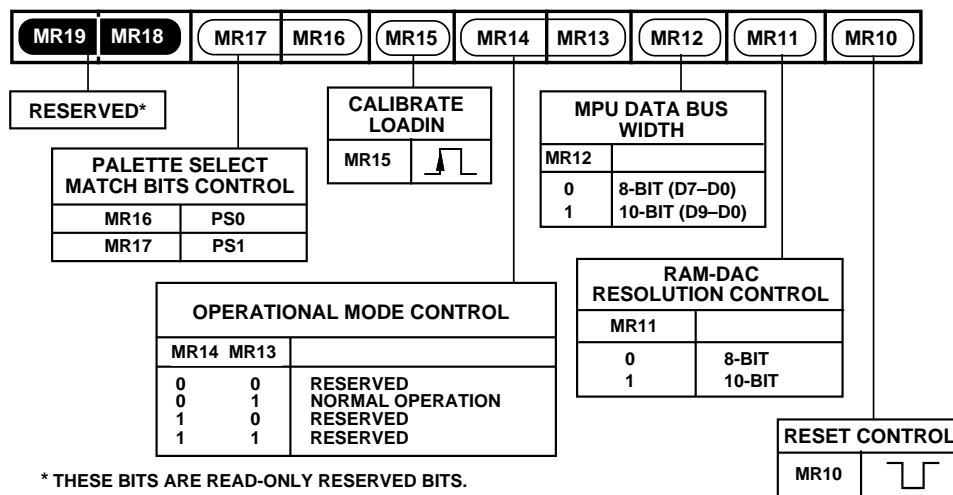 MR19 MR18 MR17 MR16 MR15 MR14 MR13 MR12 MR11 MR10
RESERVED*
PALETTE SELECT
MATCH BITS CONTROL
MR16 PS0
MR17 PS1
CALIBRATE
LOADIN
MR15
OPERATIONAL MODE CONTROL
MR14 MR13
0 0 RESERVED
0 1 NORMAL OPERATION
1 0 RESERVED
1 1 RESERVED
MPU DATA BUS
WIDTH
MR12
0 8-BIT (D7–D0)
1 10-BIT (D9–D0)
RAM-DAC
RESOLUTION CONTROL
MR11
0 8-BIT
1 10-BIT
RESET CONTROL
MR10
* THESE BITS ARE READ-ONLY RESERVED BITS.